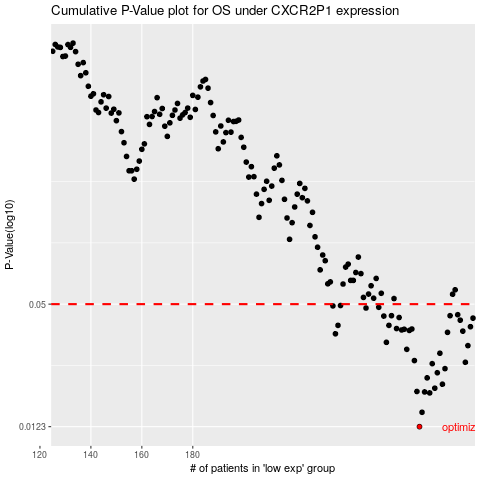 Cumulative P-Value plot for OS under CXCR2P1 expression
P-Value(log10)
0.05
0.0123
optimiz
120 140 160 180
# of patients in 'low exp' group